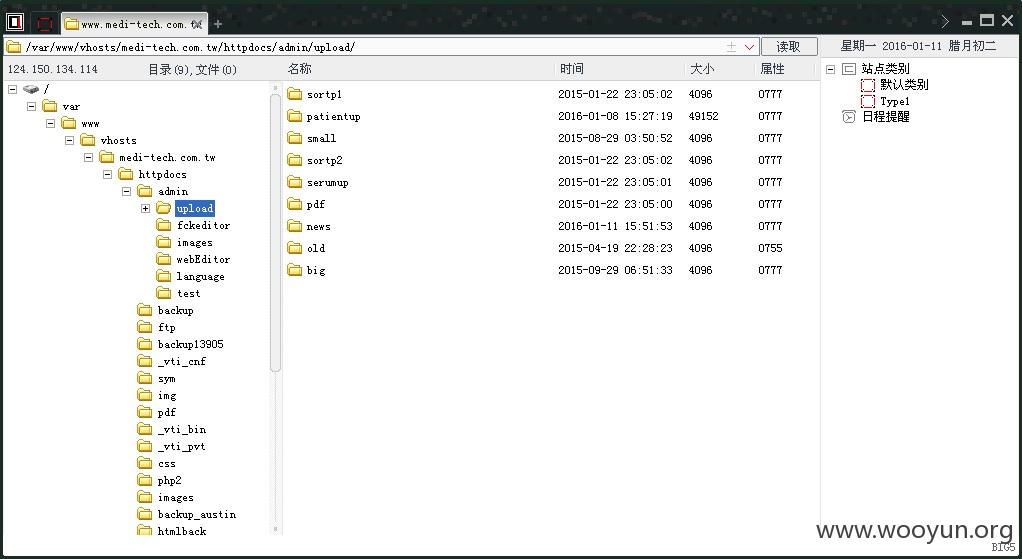 www.medi-tech.com.tw
/var/www/vhosts/medi-tech.com.tw/httpdocs/admin/upload/ 读取 星期一 2016-01-11 腊月初二
124.150.134.114 目录(9),文件(0) 名称 时间 大小 属性
/
var
www
vhosts
medi-tech.com.tw
httpdocs
admin
upload
fckeditor
images
webEditor
language
test
backup
ftp
backup13905
_vti_cnf
sym
img
pdf
_vti_bin
_vti_pvt
css
php2
images
backup_austin
htmlback
sortp1 2015-01-22 23:05:02 4096 0777
patientup 2016-01-08 15:27:19 49152 0777
small 2015-08-29 03:50:52 4096 0777
sortp2 2015-01-22 23:05:02 4096 0777
serumup 2015-01-22 23:05:01 4096 0777
pdf 2015-01-22 23:05:00 4096 0777
news 2016-01-11 15:51:53 4096 0777
old 2015-04-19 22:28:23 4096 0755
big 2015-09-29 06:51:33 4096 0777
站点类别
默认类别
Type1
日程提醒
www.wooyun.org
BIG5